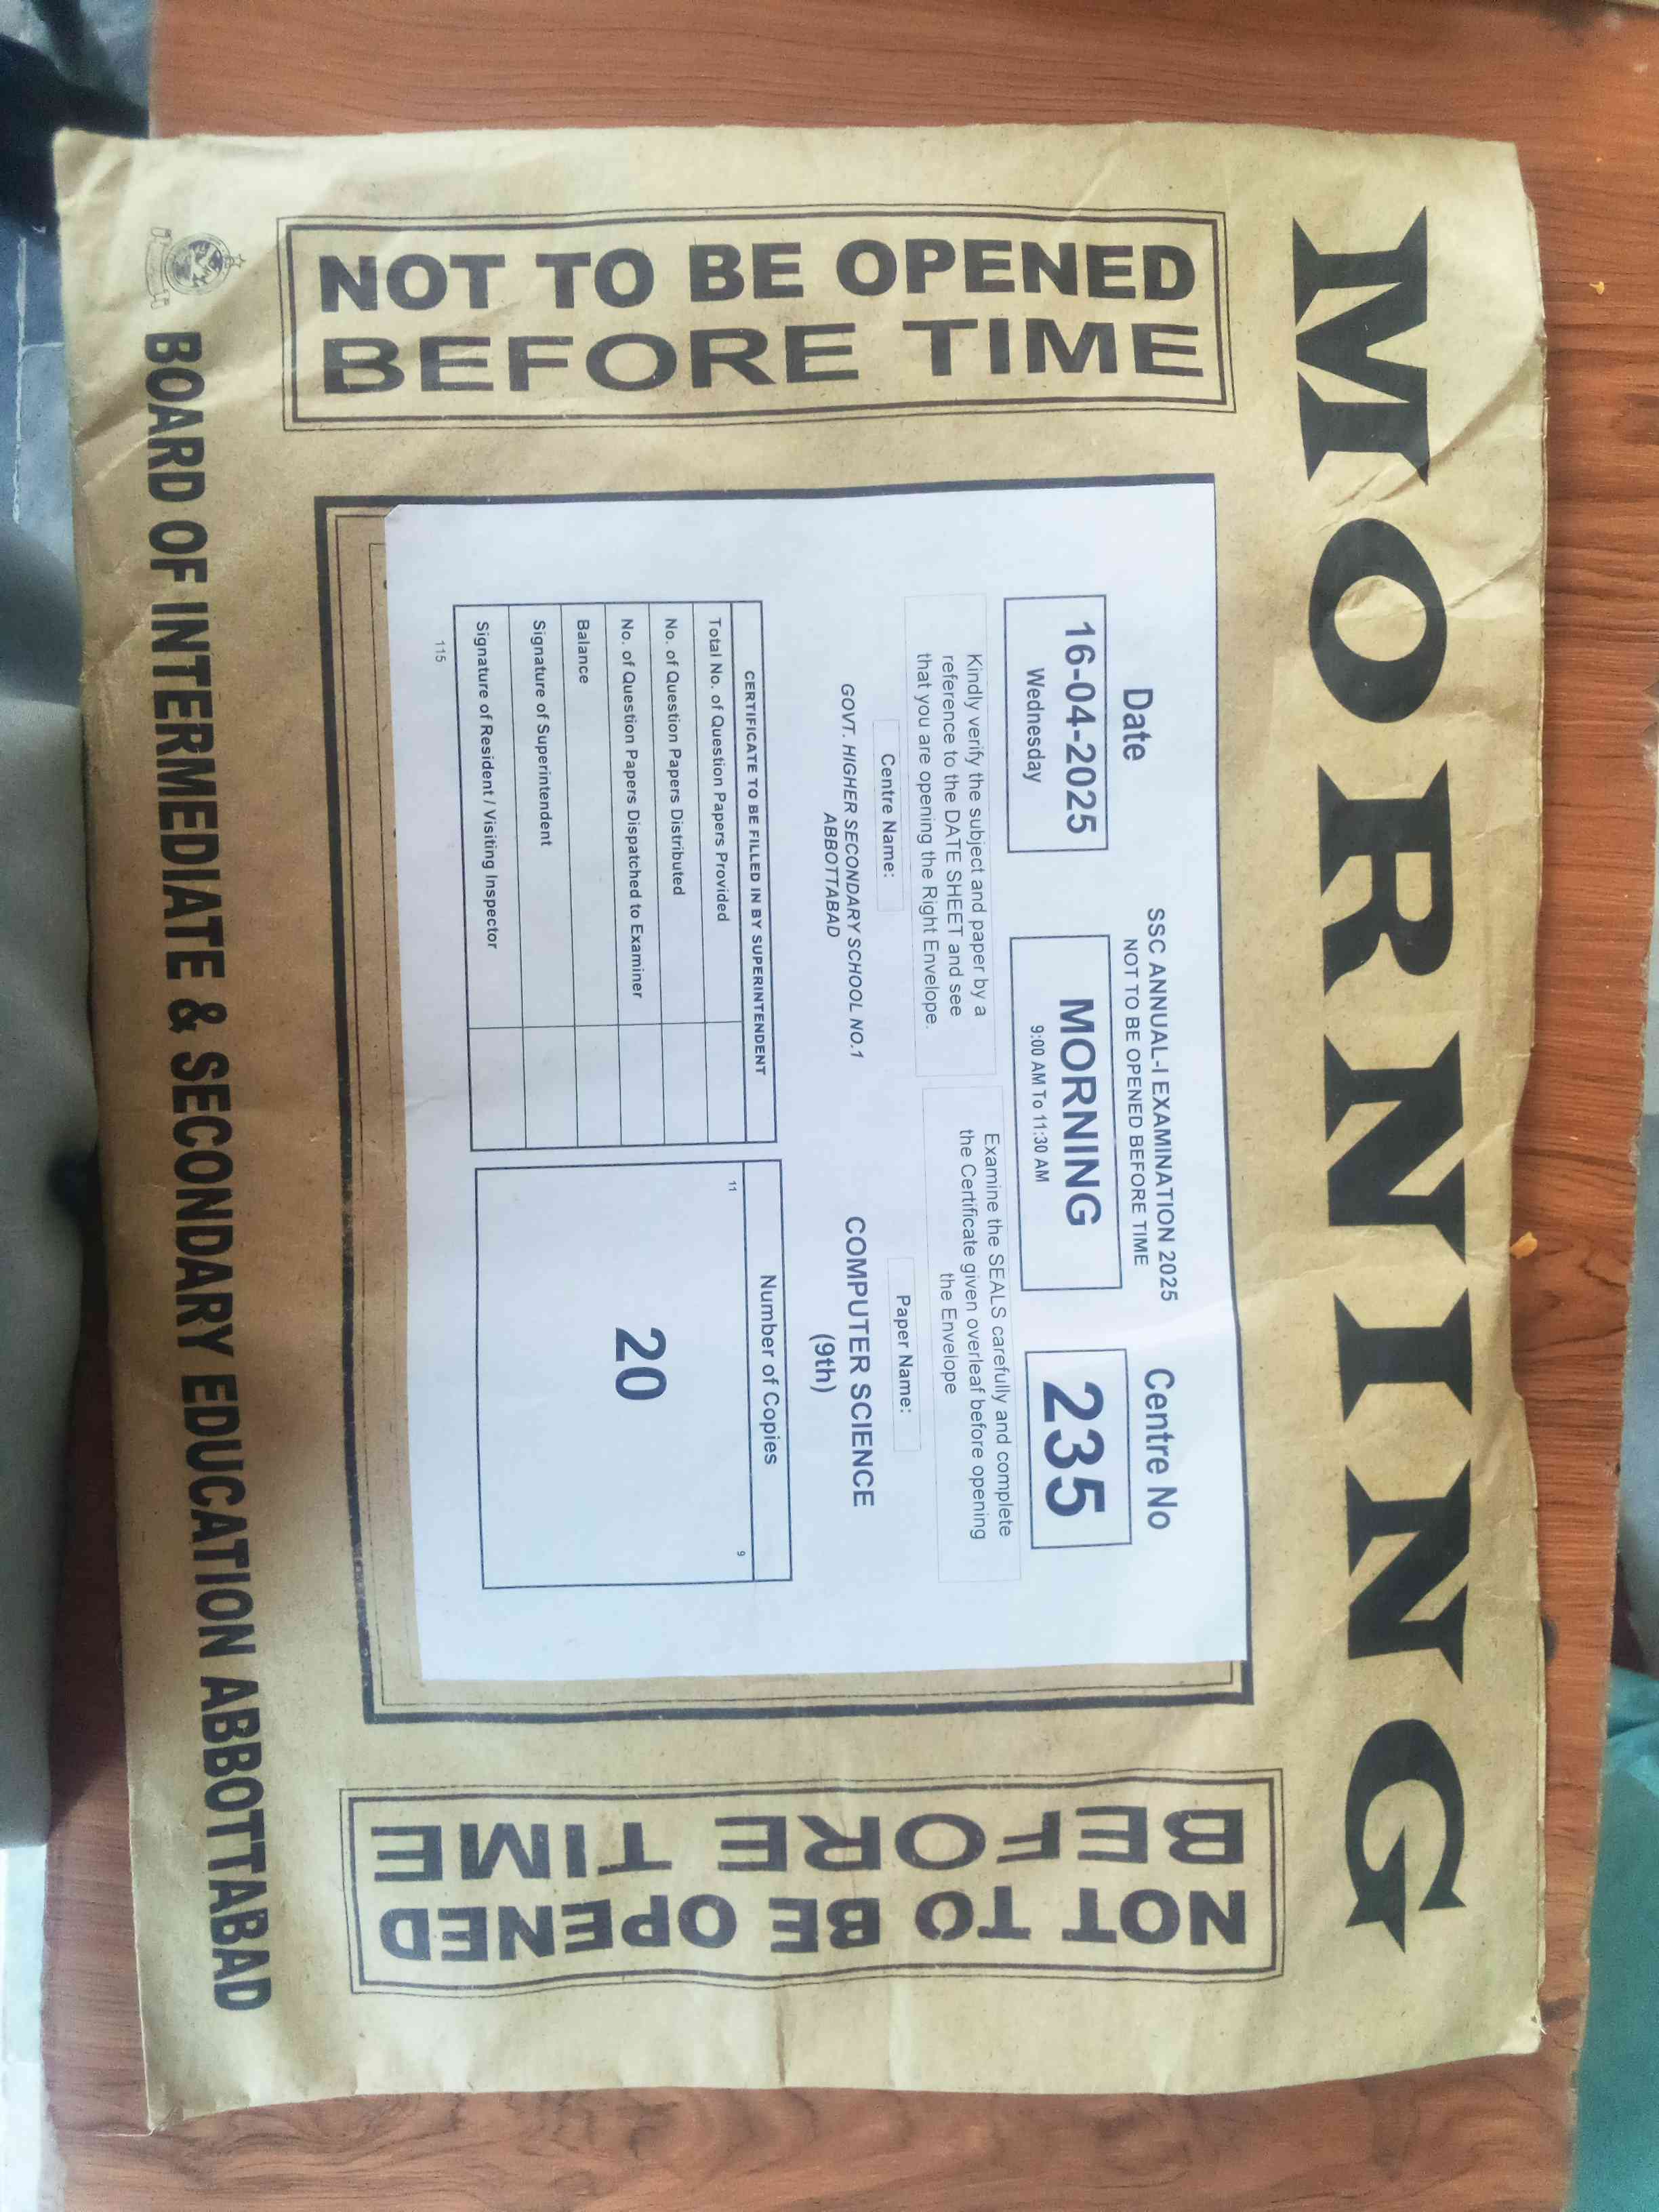 MORNING
NOT TO BE OPENED
BEFORE TIME
Date
SSC ANNUAL-I EXAMINATION 2025
NOT TO BE OPENED BEFORE TIME
Centre No
16-04-2025
Wednesday
MORNING
9:00 AM To 11:30 AM
235
Kindly verify the subject and paper by a
reference to the DATE SHEET and see
that you are opening the Right Envelope.
Examine the SEALS carefully and complete
the Certificate given overleaf before opening
the Envelope
Centre Name:
GOVT. HIGHER SECONDARY SCHOOL NO.1
ABBOTTABAD
Paper Name:
COMPUTER SCIENCE
(9th)
CERTIFICATE TO BE FILLED IN BY SUPERINTENDENT
Total No. of Question Papers Provided
No. of Question Papers Distributed
No. of Question Papers Dispatched to Examiner
Balance
Signature of Superintendent
Signature of Resident / Visiting Inspector
Number of Copies
11
9
20
115
NOT TO BE OPENED
BEFORE TIME
BOARD OF INTERMEDIATE & SECONDARY EDUCATION ABBOTTABAD